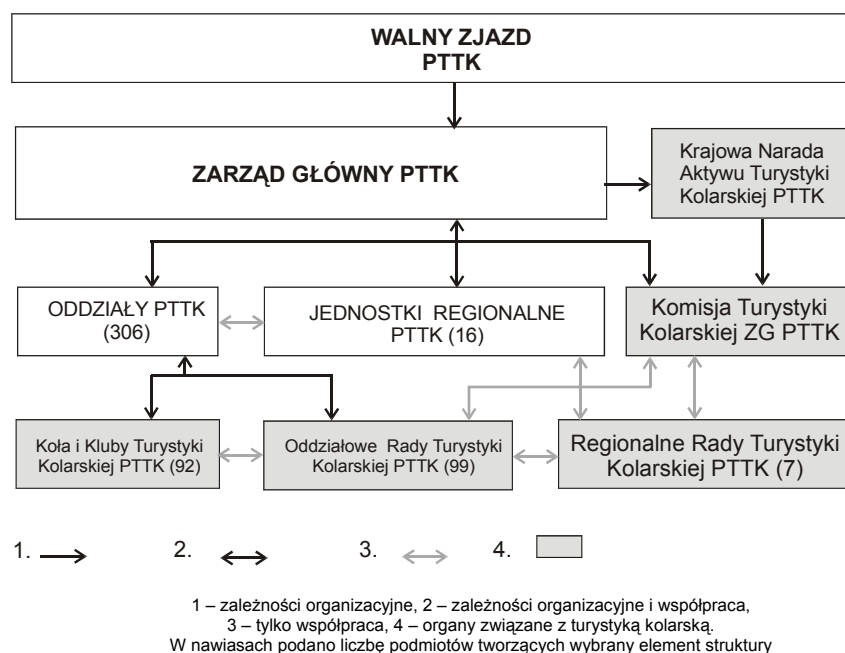 WALNY ZJAZD
PTTK
ZARZĄD GŁÓWNY PTTK
Krajowa Narada
Aktywu Turystyki
Kolarskiej PTTK
ODDZIAŁY PTTK
(306)
JEDNOSTKI REGIONALNE
PTTK (16)
Komisja Turystyki
Kolarskiej ZG PTTK
Koła i Kluby Turystyki
Kolarskiej PTTK (92)
Oddziałowe Rady Turystyki
Kolarskiej PTTK (99)
Regionalne Rady Turystyki
Kolarskiej PTTK (7)
1. 2. 3. 4.
1 – zależności organizacyjne, 2 – zależności organizacyjne i współpraca,
3 – tylko współpraca, 4 – organy związane z turystyką kolarską.
W nawiasach podano liczbę podmiotów tworzących wybrany element struktury